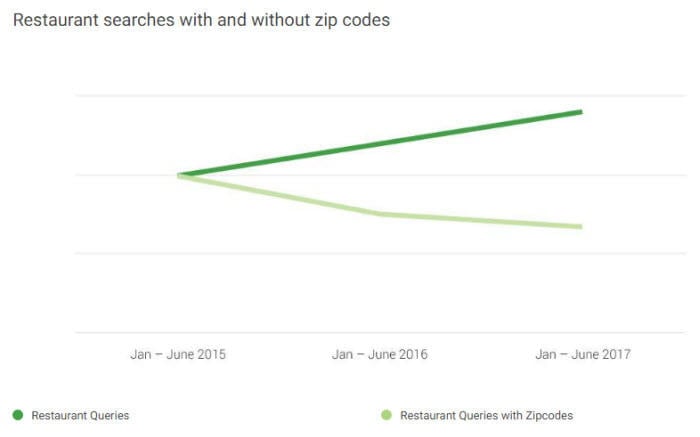 Restaurant searches with and without zip codes
Jan – June 2015
Jan – June 2016
Jan – June 2017
Restaurant Queries
Restaurant Queries with Zipcodes